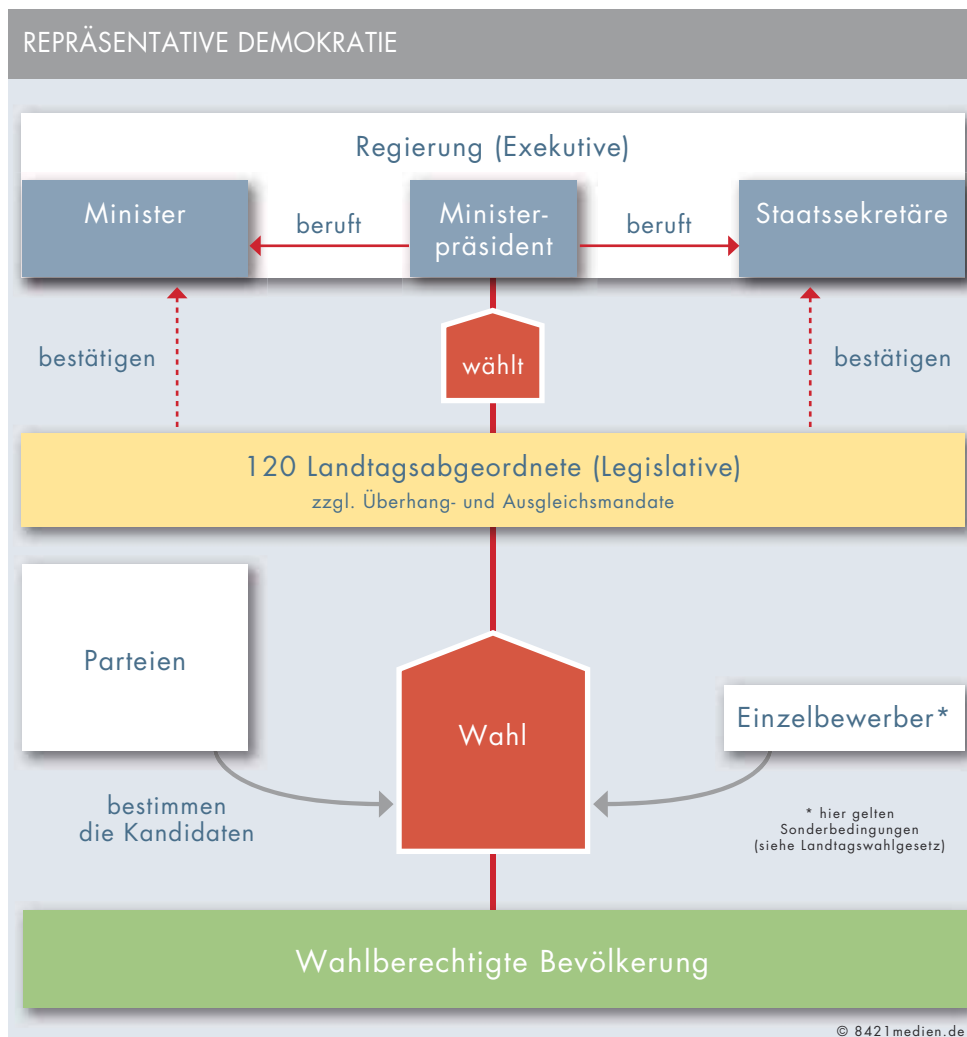 REPRÄSENTATIVE DEMOKRATIE
Regierung (Exekutive)
Minister
beruft
Minister-
präsident
beruft
Staatssekretäre
bestätigen
wählt
bestätigen
120 Landtagsabgeordnete (Legislative)
zzgl. Überhang- und Ausgleichsmandate
Parteien
Wahl
Einzelbewerber*
bestimmen
die Kandidaten
* hier gelten
Sonderbedingungen
(siehe Landtagswahlgesetz)
Wahlberechtigte Bevölkerung
© 8421medien.de